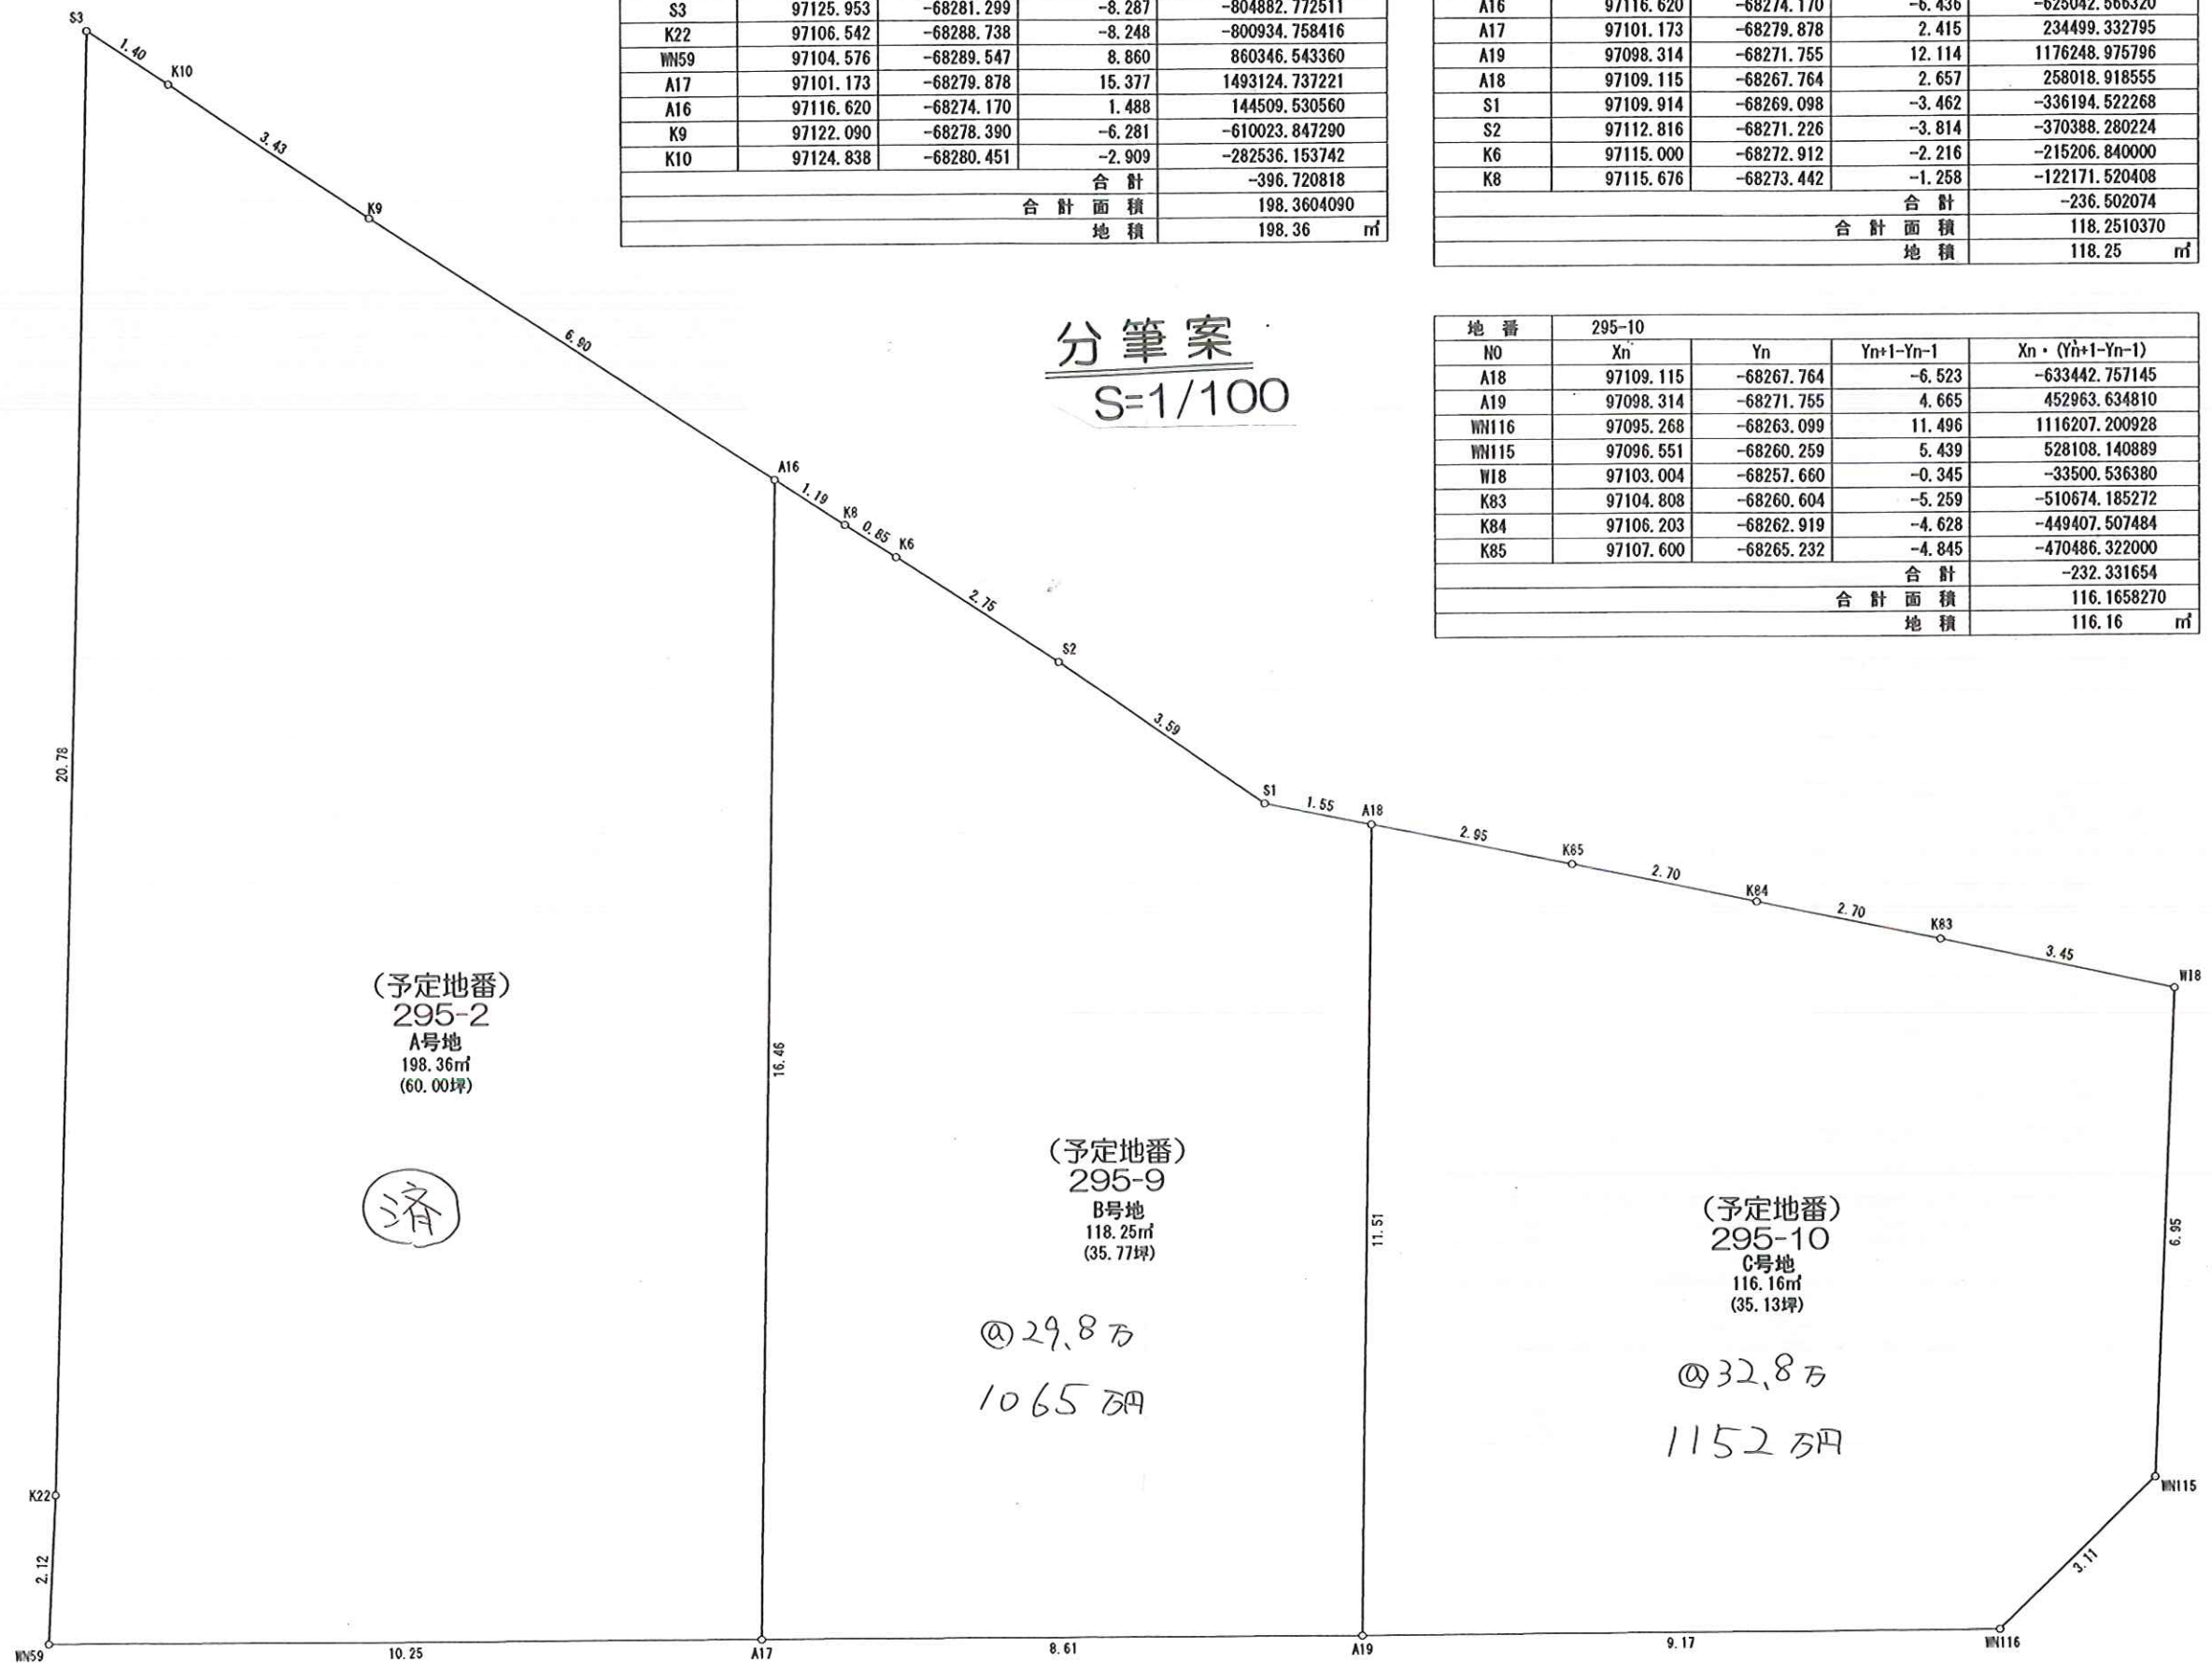 S3 97125.953 -68281.299 -8.287 -804882.772511
K22 97106.542 -68288.738 -8.248 -800934.758416
WN59 97104.576 -68289.547 8.860 860346.543360
A17 97101.173 -68279.878 15.377 1493124.737221
A16 97116.620 -68274.170 1.488 144509.530560
K9 97122.090 -68278.390 -6.281 -610023.847290
K10 97124.838 -68280.451 -2.909 -282536.153742
合計 -396.720818
合計面積 198.3604090
地積 198.36 ㎡
A16 97116.620 -68274.170 -6.436 -625042.566320
A17 97101.173 -68279.878 2.415 234499.332795
A19 97098.314 -68271.755 12.114 1176248.975796
A18 97109.115 -68267.764 2.657 258018.918555
S1 97109.914 -68269.098 -3.462 -336194.522268
S2 97112.816 -68271.226 -3.814 -370388.280224
K6 97115.000 -68272.912 -2.216 -215206.840000
K8 97115.676 -68273.442 -1.258 -122171.520408
合計 -236.502074
合計面積 118.2510370
地積 118.25 ㎡
地番 295-10
NO Xn Yn Yn+1-Yn-1 Xn・(Yn+1-Yn-1)
A18 97109.115 -68267.764 -6.523 -633442.757145
A19 97098.314 -68271.755 4.665 452963.634810
WN116 97095.268 -68263.099 11.496 1116207.200928
WN115 97096.551 -68260.259 5.439 528108.140889
WI8 97103.004 -68257.660 -0.345 -33500.536380
K83 97104.808 -68260.604 -5.259 -510674.185272
K84 97106.203 -68262.919 -4.628 -449407.507484
K85 97107.600 -68265.232 -4.845 -470486.322000
合計 -232.331654
合計面積 116.1658270
地積 116.16 ㎡
分筆案
S=1/100
S3
1.40
K10
3.43
K9
6.90
A16
1.19
K8
0.85
K6
2.75
S2
3.59
S1
1.55
A18
2.95
K85
2.70
K84
2.70
K83
3.45
WI8
20.78
16.46
11.51
6.95
(予定地番)
295-2
A号地
198.36㎡
(60.00坪)
済
(予定地番)
295-9
B号地
118.25㎡
(35.77坪)
@29.8万
1065万円
(予定地番)
295-10
C号地
116.16㎡
(35.13坪)
@32.8万
1152万円
K22
2.12
WN59
10.25
A17
8.61
A19
9.17
WN116
3.11
WN115